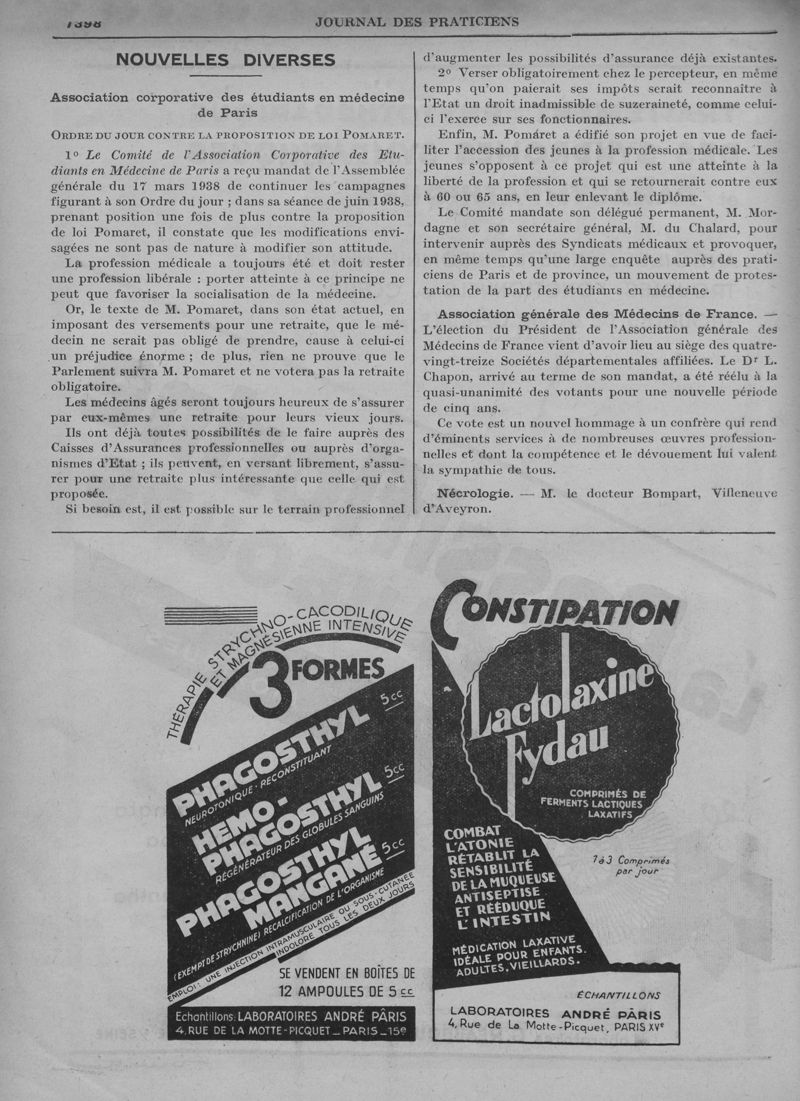 1398
JOURNAL DES PRATICIENS
NOUVELLES DIVERSES
Association corporative des étudiants en médecine
de Paris
ORDRE DU JOUR CONTRE LA PROPOSITION DE LOI POMARET.
1º Le Comité de l'Association Corporative des Etu-
diants en Médecine de Paris a reçu mandat de l'Assemblée
générale du 17 mars 1938 de continuer les campagnes
figurant à son Ordre du jour ; dans sa séance de juin 1938,
prenant position une fois de plus contre la proposition
de loi Pomaret, il constate que les modifications envi-
sagées ne sont pas de nature à modifier son attitude.
La profession médicale a toujours été et doit rester
une profession libérale : porter atteinte à ce principe ne
peut que favoriser la socialisation de la médecine.
Or, le texte de M. Pomaret, dans son état actuel, en
imposant des versements pour une retraite, que le mé-
decin ne serait pas obligé de prendre, cause à celui-ci
un préjudice énorme ; de plus, rien ne prouve que le
Parlement suivra M. Pomaret et ne votera pas la retraite
obligatoire.
Les médecins âgés seront toujours heureux de s'assurer
par eux-mêmes une retraite pour leurs vieux jours.
Ils ont déjà toutes possibilités de le faire auprès des
Caisses d'Assurances professionnelles ou auprès d'orga-
nismes d'Etat ; ils peuvent, en versant librement, s'assu-
rer pour une retraite plus intéressante que celle qui est
proposée.
Si besoin est, il est possible sur le terrain professionnel
d'augmenter les possibilités d'assurance déjà existantes.
2º Verser obligatoirement chez le percepteur, en même
temps qu'on paierait ses impôts serait reconnaître à
l'Etat un droit inadmissible de suzeraineté, comme celui-
ci l'exerce sur ses fonctionnaires.
Enfin, M. Pomaret a édifié son projet en vue de faci-
liter l'accession des jeunes à la profession médicale. Les
jeunes s'opposent à ce projet qui est une atteinte à la
liberté de la profession et qui se retournerait contre eux
à 60 ou 65 ans, en leur enlevant le diplôme.
Le Comité mandate son délégué permanent, M. Mor-
dagne et son secrétaire général, M. du Chalard, pour
intervenir auprès des Syndicats médicaux et provoquer,
en même temps qu'une large enquête auprès des prati-
ciens de Paris et de province, un mouvement de protes-
tation de la part des étudiants en médecine.
Association générale des Médecins de France. —
L'élection du Président de l'Association générale des
Médecins de France vient d'avoir lieu au siège des quatre-
vingt-treize Sociétés départementales affiliées. Le Dr L.
Chapon, arrivé au terme de son mandat, a été réélu à la
quasi-unanimité des votants pour une nouvelle période
de cinq ans.
Ce vote est un nouvel hommage à un confrère qui rend
d'éminents services à de nombreuses œuvres profession-
nelles et dont la compétence et le dévouement lui valent
la sympathie de tous.
Nécrologie. — M. le docteur Bompart, Villeneuve
d'Aveyron.
THÉRAPIE STRYCHNO-CACODILIQUE
ET MAGNÉSIENNE INTENSIVE
3 FORMES
PHAGOSTHYL 5cc
NEUROTONIQUE - RECONSTITUANT
HEMO-
PHAGOSTHYL 5cc
RÉGÉNÉRATEUR DES GLOBULES SANGUINS
PHAGOSTHYL
MANGANÉ 5cc
(EXEMPT DE STRYCHNINE) RECALCIFICATION DE L'ORGANISME
EMPLOI: UNE INJECTION INTRAMUSCULAIRE OU SOUS-CUTANÉE
INDOLORE TOUS LES DEUX JOURS
SE VENDENT EN BOÎTES DE
12 AMPOULES DE 5 cc
Echantillons: LABORATOIRES ANDRÉ PÂRIS
4, RUE DE LA MOTTE-PICQUET _ PARIS _ 15e
CONSTIPATION
Lactolaxine
Fydau
COMPRIMÉS DE
FERMENTS LACTIQUES
LAXATIFS
1 à 3 Comprimés
par jour
COMBAT
L'ATONIE
RÉTABLIT LA
SENSIBILITÉ
DE LA MUQUEUSE
ANTISEPTISE
ET RÉÉDUQUE
L'INTESTIN
MÉDICATION LAXATIVE
IDÉALE POUR ENFANTS.
ADULTES, VIEILLARDS.
ÉCHANTILLONS
LABORATOIRES ANDRÉ PÂRIS
4, Rue de La Motte-Picquet, PARIS XVe